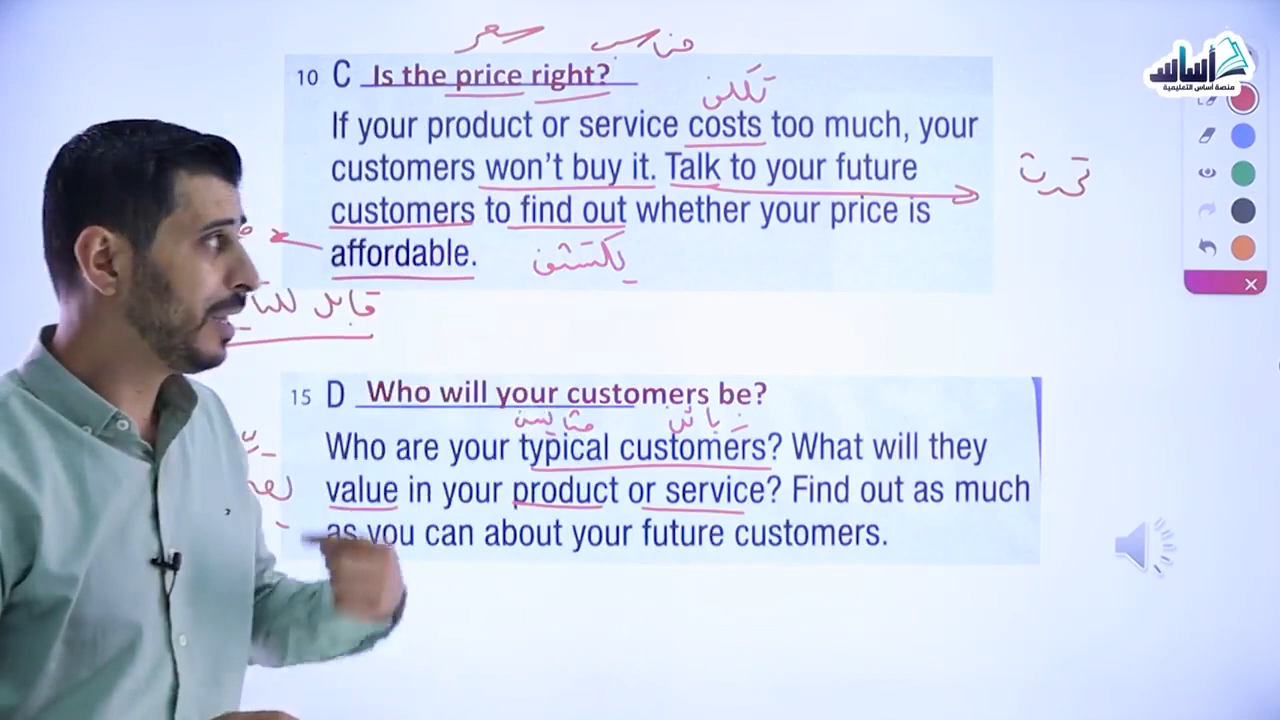 سعر مناسب
أساس
منصة أساس التعليمية
10 C Is the price right?
تكلف
If your product or service costs too much, your
customers won't buy it. Talk to your future
تحدث
customers to find out whether your price is
affordable.
يكتشف
15 D Who will your customers be?
زبائن
Who are your typical customers? What will they
value in your product or service? Find out as much
as you can about your future customers.